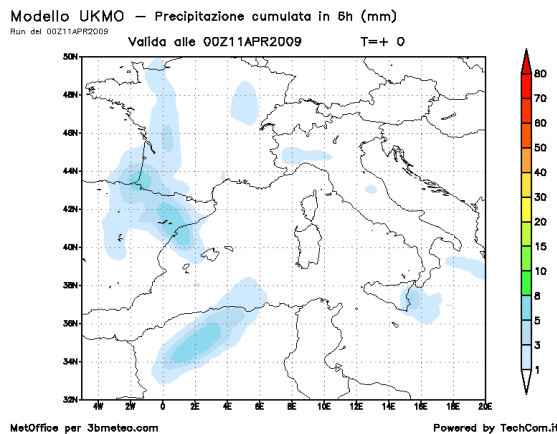 Modello UKMO – Precipitazione cumulata in 6h (mm)
Run del 00Z11APR2009
Valida alle 00Z11APR2009 T=+ 0
50N
48N
46N
44N
42N
40N
38N
36N
34N
32N
4W 2W 0 2E 4E 6E 8E 10E 12E 14E 16E 18E 20E
80
70
60
50
40
30
20
15
10
8
5
3
1
MetOffice per 3bmeteo.com Powered by TechCom.it